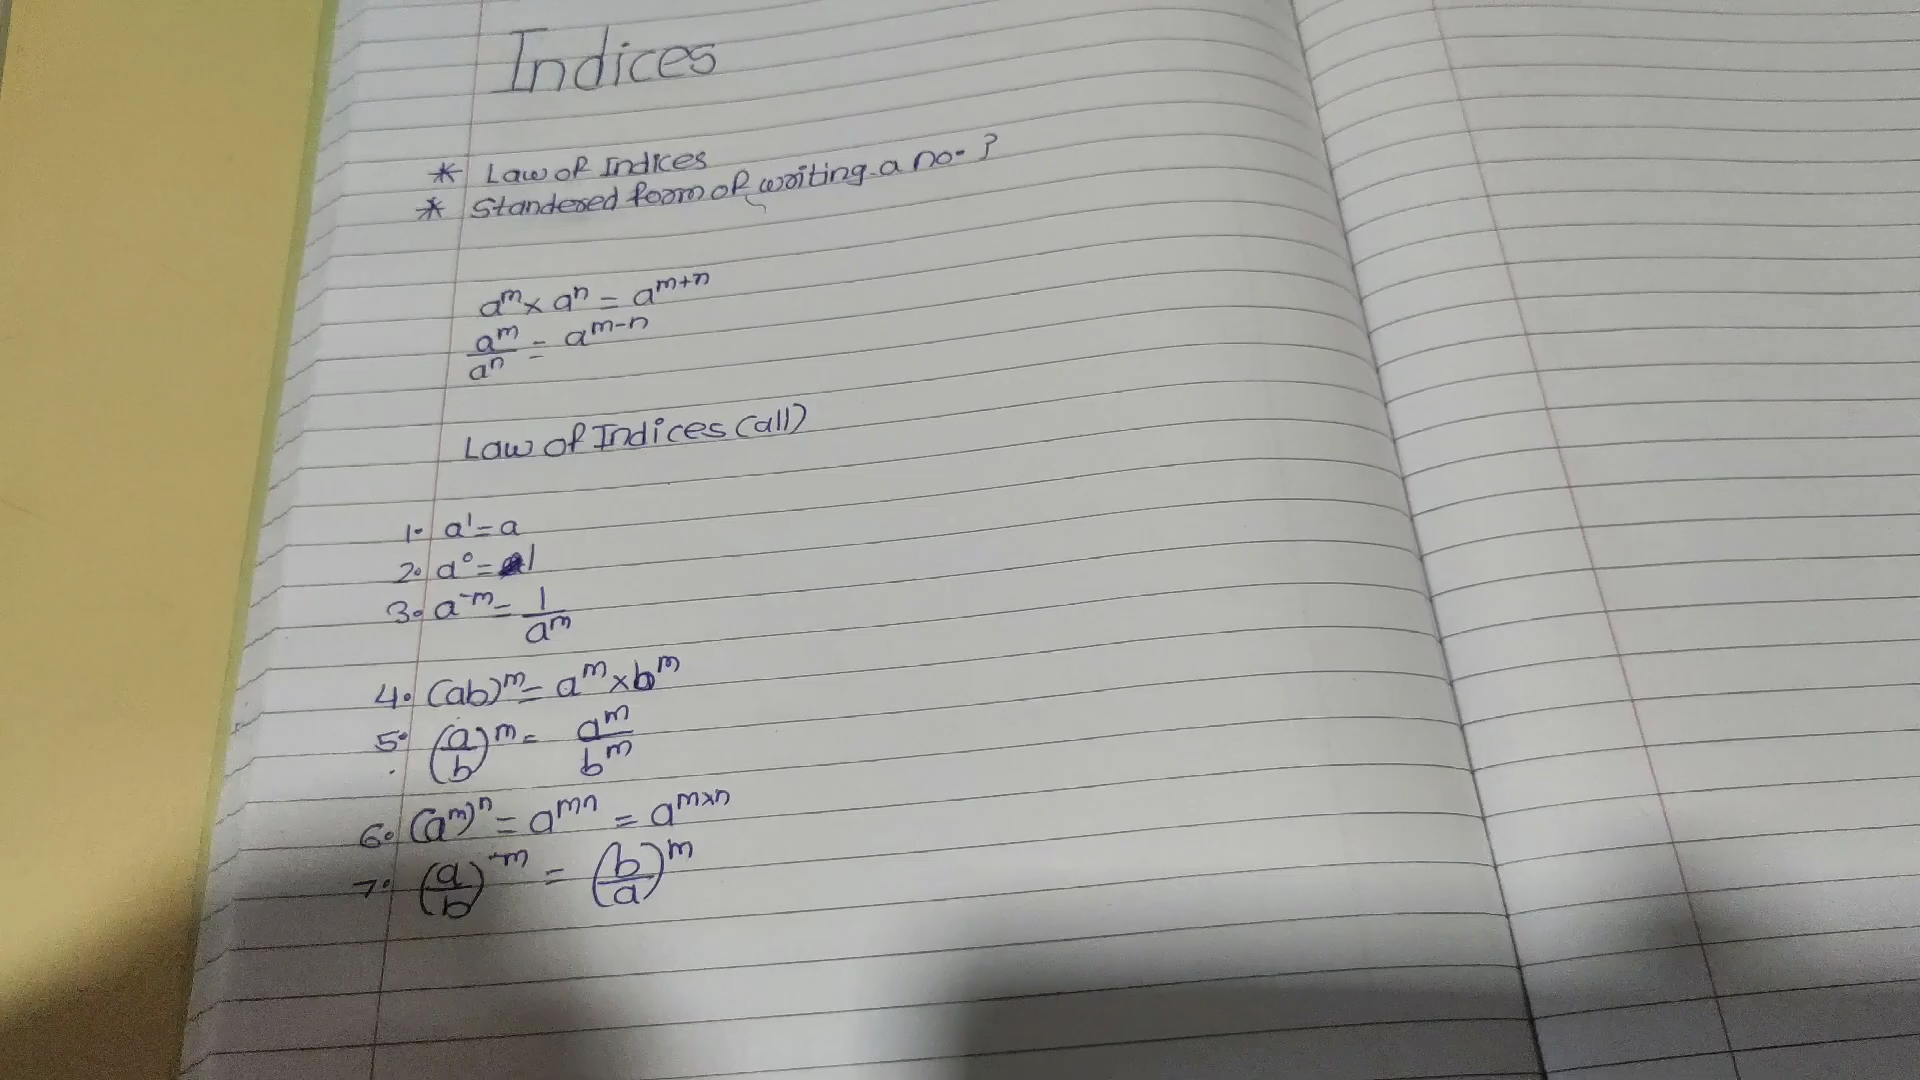 Indices
* Law of Indices
* Standered form of writing a no. ?
a^m × a^n = a^{m+n}
a^m/a^n = a^{m-n}
Law of Indices (all)
1. a^1 = a
2. a^0 = 1
3. a^{-m} = 1/a^m
4. (ab)^m = a^m × b^m
5. (a/b)^m = a^m/b^m
6. (a^m)^n = a^{mn} = a^{m×n}
7. (a/b)^{-m} = (b/a)^m